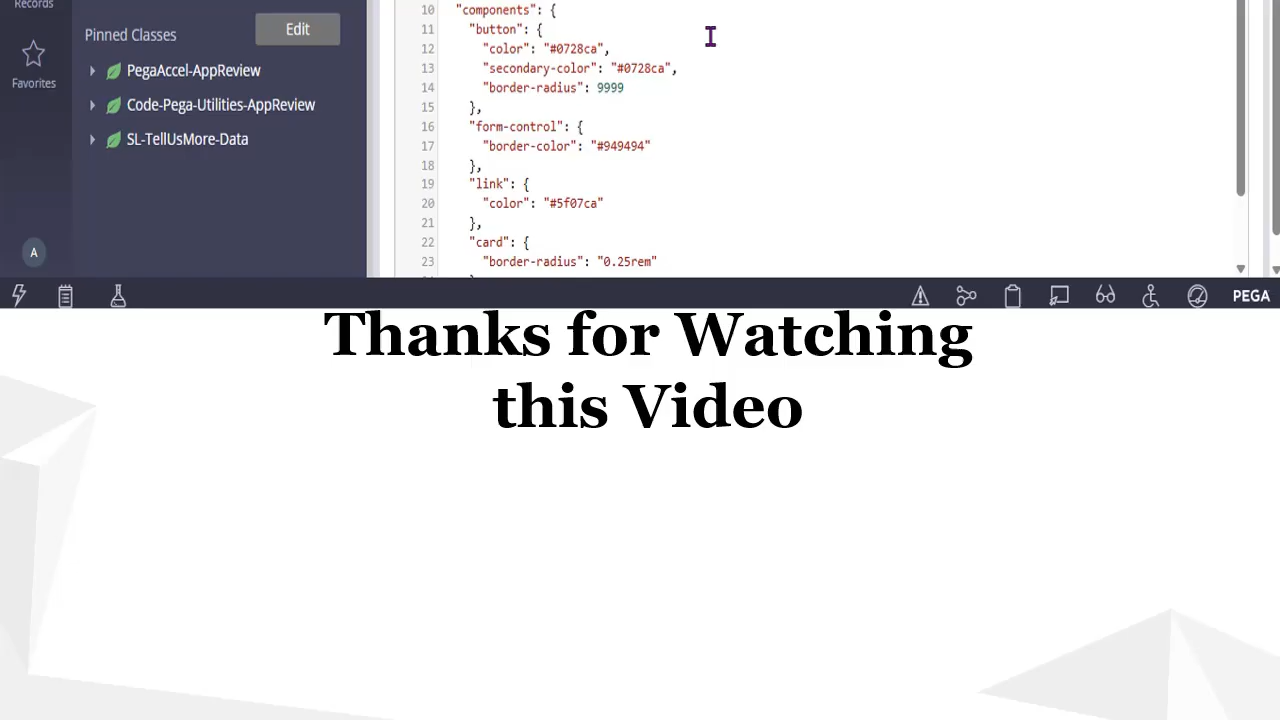 Records
Favorites
Pinned Classes
Edit
PegaAccel-AppReview
Code-Pega-Utilities-AppReview
SL-TellUsMore-Data
A
10 "components": {
11 "button": {
12 "color": "#0728ca",
13 "secondary-color": "#0728ca",
14 "border-radius": 9999
15 },
16 "form-control": {
17 "border-color": "#949494"
18 },
19 "link": {
20 "color": "#5f07ca"
21 },
22 "card": {
23 "border-radius": "0.25rem"
PEGA
Thanks for Watching
this Video